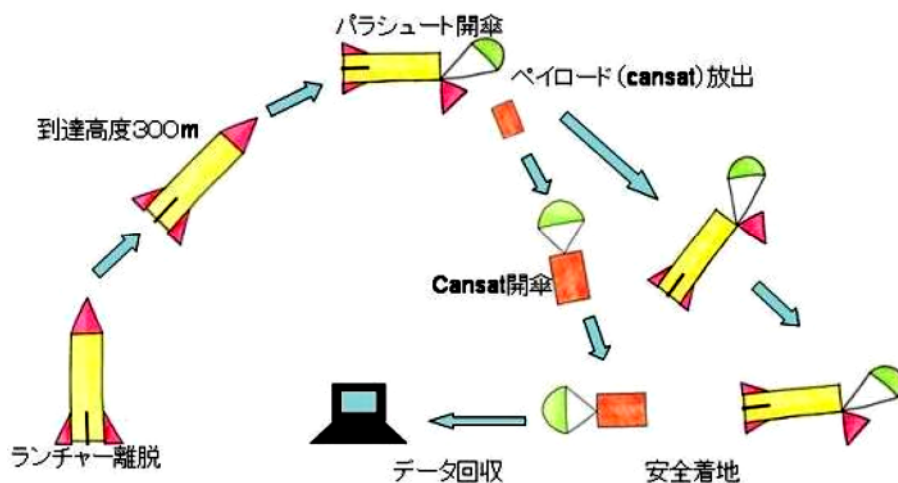 パラシュート開傘
ペイロード（cansat）放出
到達高度300m
Cansat開傘
ランチャー離脱
データ回収
安全着地